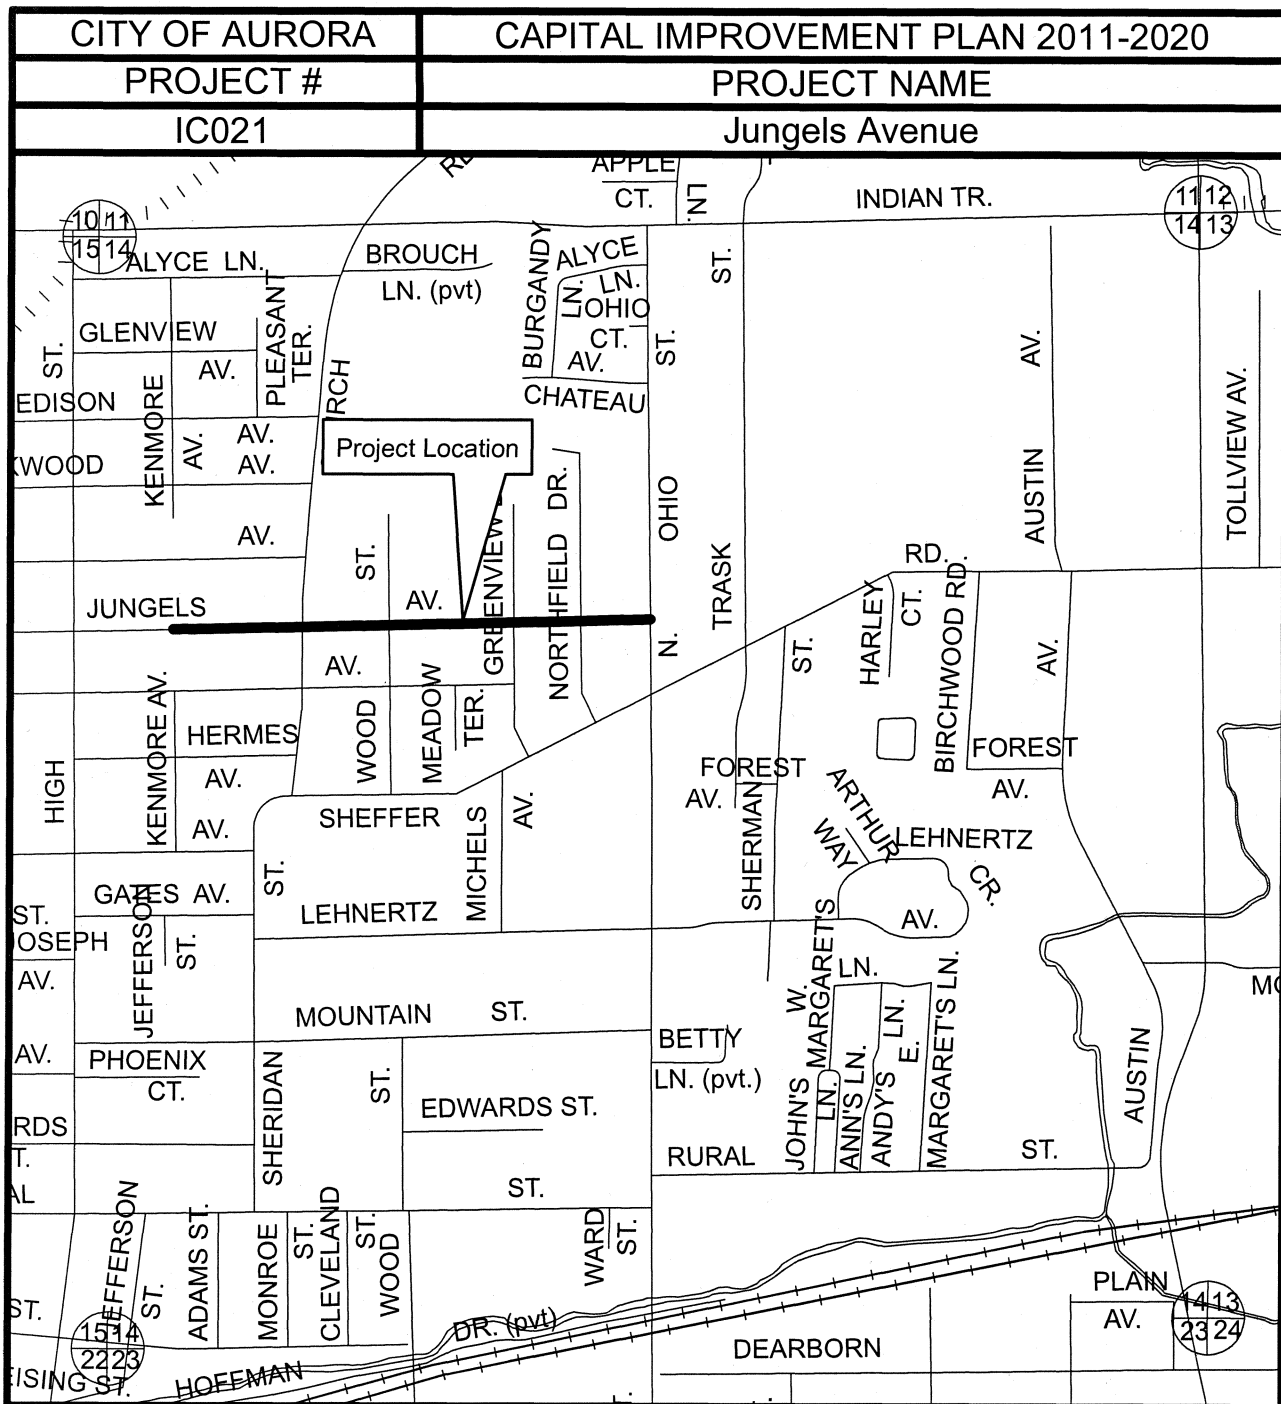 CITY OF AURORA
CAPITAL IMPROVEMENT PLAN 2011-2020
PROJECT #
PROJECT NAME
IC021
Jungels Avenue
APPLE
CT.
LN.
INDIAN TR.
11 12
14 13
10 11
15 14
ALYCE LN.
BROUCH
LN. (pvt)
BURGANDY
LN.
ALYCE
LN.
OHIO
CT.
AV.
CHATEAU
ST.
ST.
GLENVIEW
AV.
PLEASANT
TER.
ST.
EDISON
KENMORE
AV.
AV.
AV.
KWOOD
RCH
Project Location
AV.
ST.
AV.
GREENVIEW
NORTHFIELD DR.
OHIO
N.
TRASK
AUSTIN
AV.
TOLLVIEW AV.
JUNGELS
RD.
HARLEY
CT.
BIRCHWOOD RD.
AV.
ST.
AV.
KENMORE AV.
HERMES
AV.
AV.
WOOD
MEADOW
TER.
HIGH
SHEFFER
MICHELS
AV.
FOREST
AV.
SHERMAN
FOREST
AV.
ARTHUR
WAY
LEHNERTZ
CR.
AV.
GATES AV.
ST.
LEHNERTZ
ST.
OSEPH
AV.
JEFFERSON
ST.
MOUNTAIN ST.
W.
MARGARET'S
LN.
LN.
JOHN'S
ANN'S LN.
ANDY'S
LN.
E.
MARGARET'S LN.
AUSTIN
BETTY
LN. (pvt.)
AV.
PHOENIX
CT.
SHERIDAN
ST.
EDWARDS ST.
RDS
T.
AL
RURAL
ST.
ST.
JEFFERSON
ST.
ADAMS ST.
MONROE
ST.
CLEVELAND
ST.
WOOD
WARD
ST.
ST.
15 14
22 23
EISING ST.
HOFFMAN
DR. (pvt)
DEARBORN
PLAIN
AV.
14 13
23 24